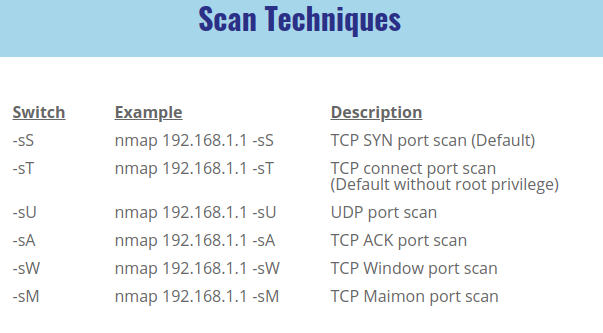 Scan Techniques
Switch Example Description
-sS nmap 192.168.1.1 -sS TCP SYN port scan (Default)
-sT nmap 192.168.1.1 -sT TCP connect port scan
(Default without root privilege)
-sU nmap 192.168.1.1 -sU UDP port scan
-sA nmap 192.168.1.1 -sA TCP ACK port scan
-sW nmap 192.168.1.1 -sW TCP Window port scan
-sM nmap 192.168.1.1 -sM TCP Maimon port scan